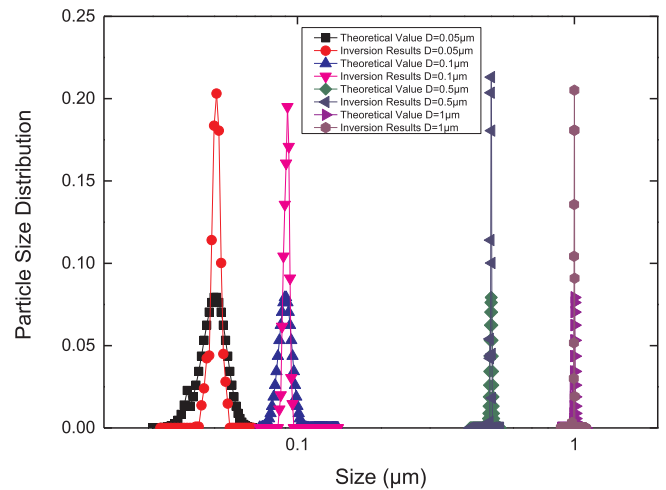 0.25
0.20
0.15
0.10
0.05
0.00
Particle Size Distribution
Theoretical Value D=0.05μm
Inversion Results D=0.05μm
Theoretical Value D=0.1μm
Inversion Results D=0.1μm
Theoretical Value D=0.5μm
Inversion Results D=0.5μm
Theoretical Value D=1μm
Inversion Results D=1μm
0.1
1
Size (μm)